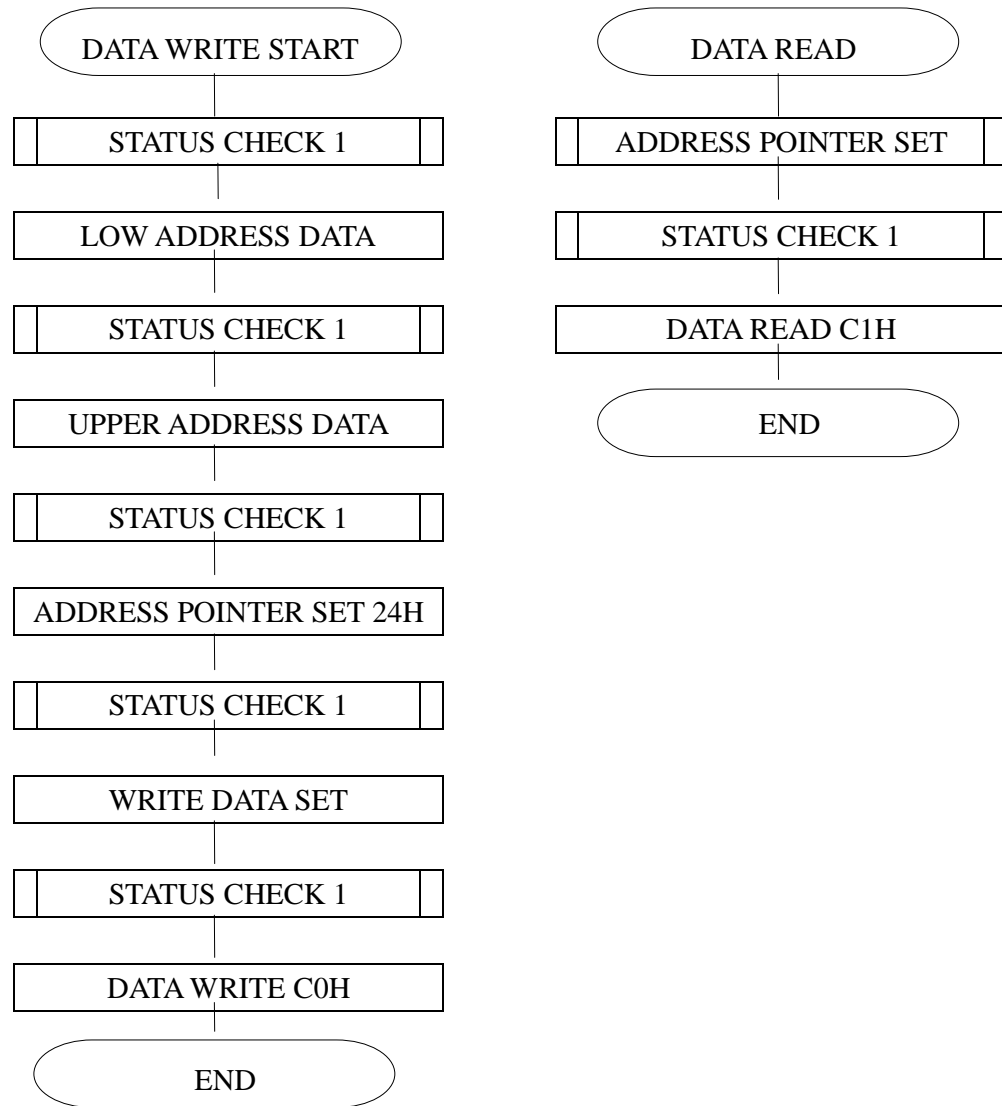 DATA WRITE START
STATUS CHECK 1
LOW ADDRESS DATA
STATUS CHECK 1
UPPER ADDRESS DATA
STATUS CHECK 1
ADDRESS POINTER SET 24H
STATUS CHECK 1
WRITE DATA SET
STATUS CHECK 1
DATA WRITE C0H
END
DATA READ
ADDRESS POINTER SET
STATUS CHECK 1
DATA READ C1H
END